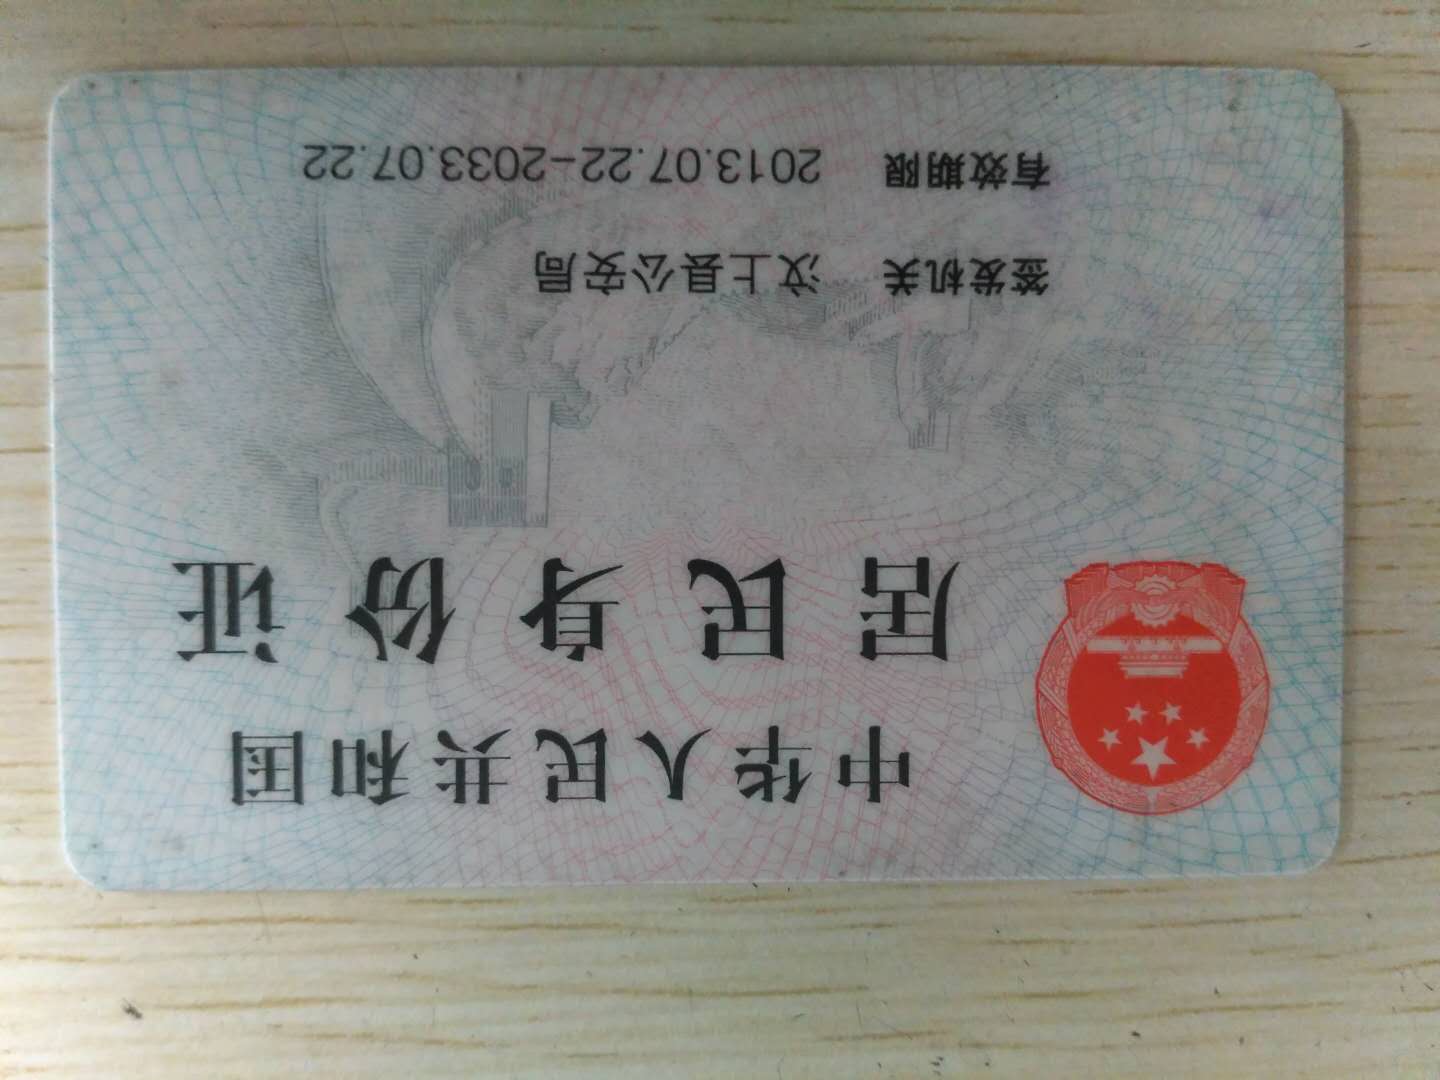 中华人民共和国
居民身份证
签发机关 汶上县公安局
有效期限 2013.07.22-2033.07.22